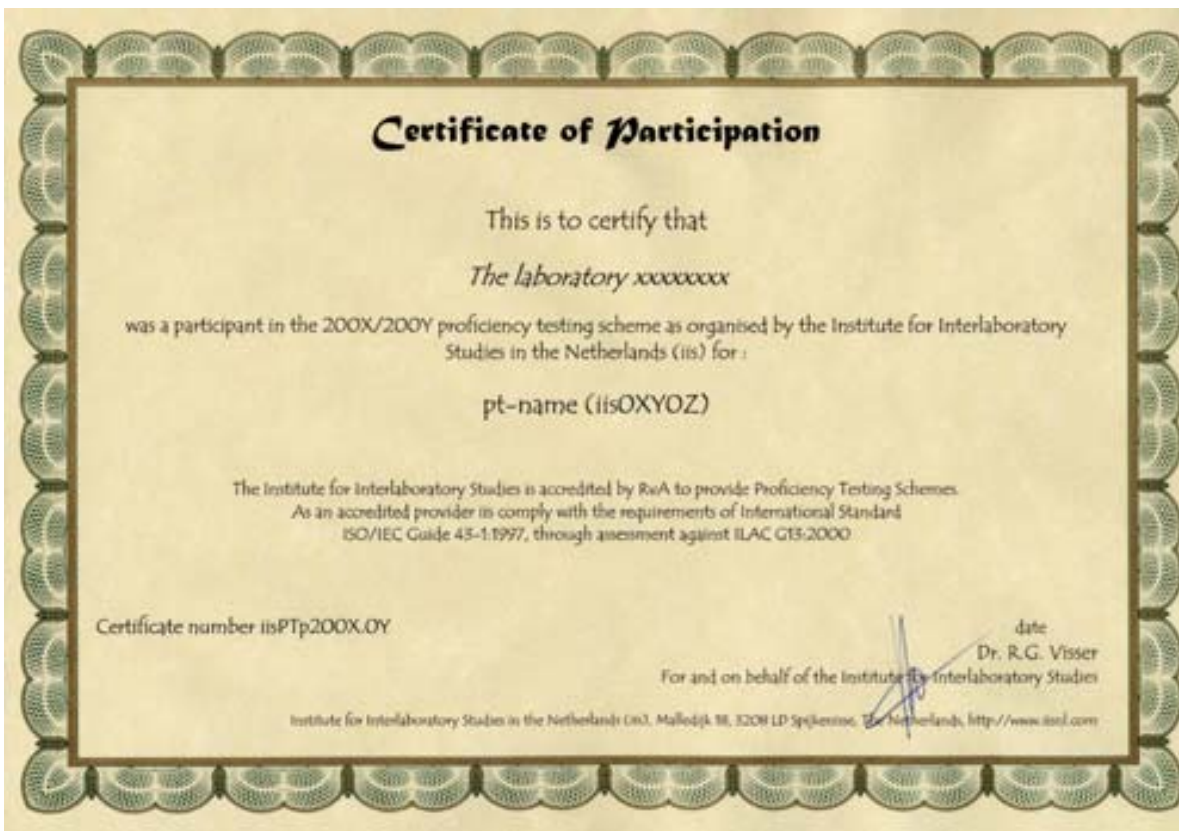 Certificate of Participation
This is to certify that
The laboratory xxxxxxxx
was a participant in the 200X/200Y proficiency testing scheme as organised by the Institute for Interlaboratory
Studies in the Netherlands (iis) for :
pt-name (iis0XY0Z)
The Institute for Interlaboratory Studies is accredited by RvA to provide Proficiency Testing Schemes.
As an accredited provider iis comply with the requirements of International Standard
ISO/IEC Guide 43-1:1997, through assessment against ILAC G13:2000
Certificate number iisPTp200X.0Y
date
Dr. R.G. Visser
For and on behalf of the Institute for Interlaboratory Studies
Institute for Interlaboratory Studies in the Netherlands (iis), Malledijk 18, 3208 LD Spijkenisse, The Netherlands, http://www.iisnl.com